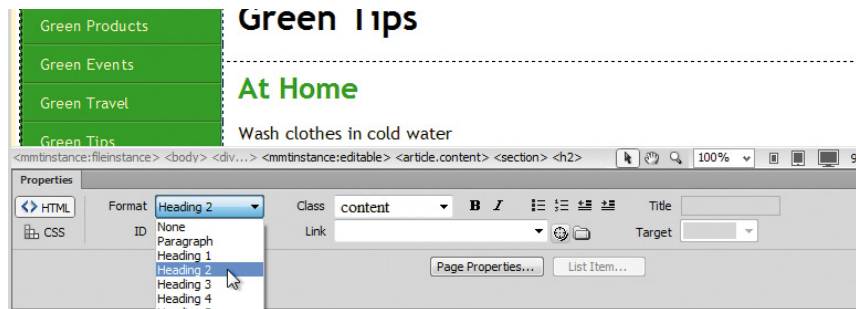 Green Products
Green Tips
Green Events
Green Travel
At Home
Green Tips
Wash clothes in cold water
<mmtinstance:fileinstance> <body> <div...> <mmtinstance:editable> <article.content> <section> <h2> 100%
Properties
<> HTML Format Heading 2 Class content B I Title
CSS ID Link Target
None
Paragraph
Heading 1
Heading 2
Heading 3
Heading 4
Page Properties... List Item...